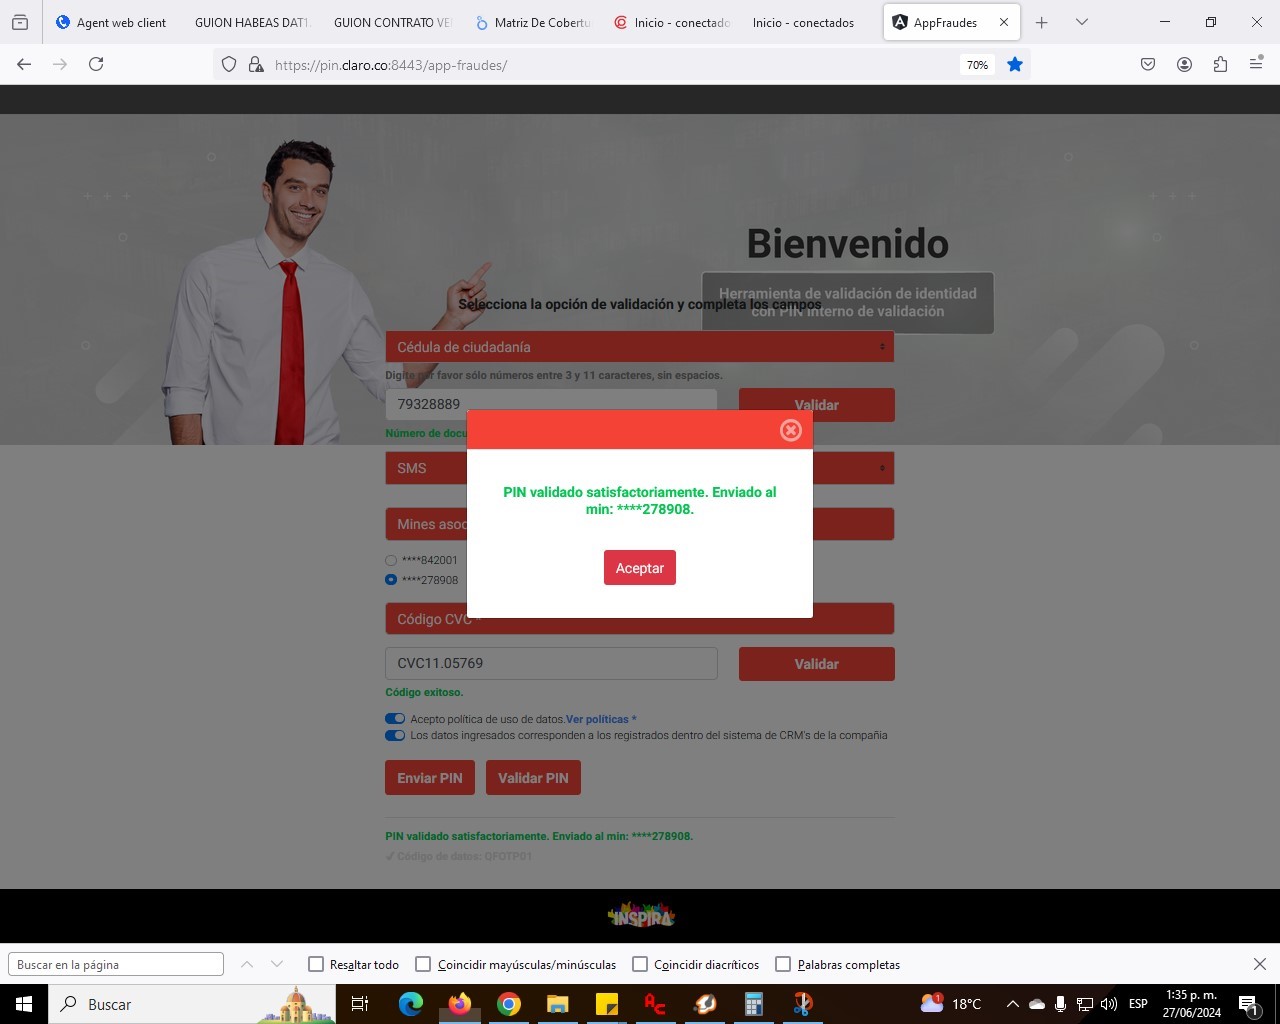 Agent web client
GUION HABEAS DAT1
GUION CONTRATO VE
Matriz De Cobertu
Inicio - conectado
Inicio - conectados
AppFraudes
https://pin.claro.co:8443/app-fraudes/
70%
Bienvenido
Herramienta de validación de identidad
con PIN interno de validación
Selecciona la opción de validación y completa los campos
Cédula de ciudadanía
Digite por favor sólo números entre 3 y 11 caracteres, sin espacios.
79328889
Validar
Número de docu
SMS
PIN validado satisfactoriamente. Enviado al
min: ****278908.
Mines asoc
****842001
Aceptar
****278908
Código CVC *
CVC11.05769
Validar
Código exitoso.
Acepto política de uso de datos.Ver políticas *
Los datos ingresados corresponden a los registrados dentro del sistema de CRM's de la compañia
Enviar PIN
Validar PIN
PIN validado satisfactoriamente. Enviado al min: ****278908.
✓ Código de datos: QFOTP01
INSPIRA
Buscar en la página
Resaltar todo
Coincidir mayúsculas/minúsculas
Coincidir diacríticos
Palabras completas
Buscar
1
18°C
ESP
1:35 p. m.
27/06/2024
1